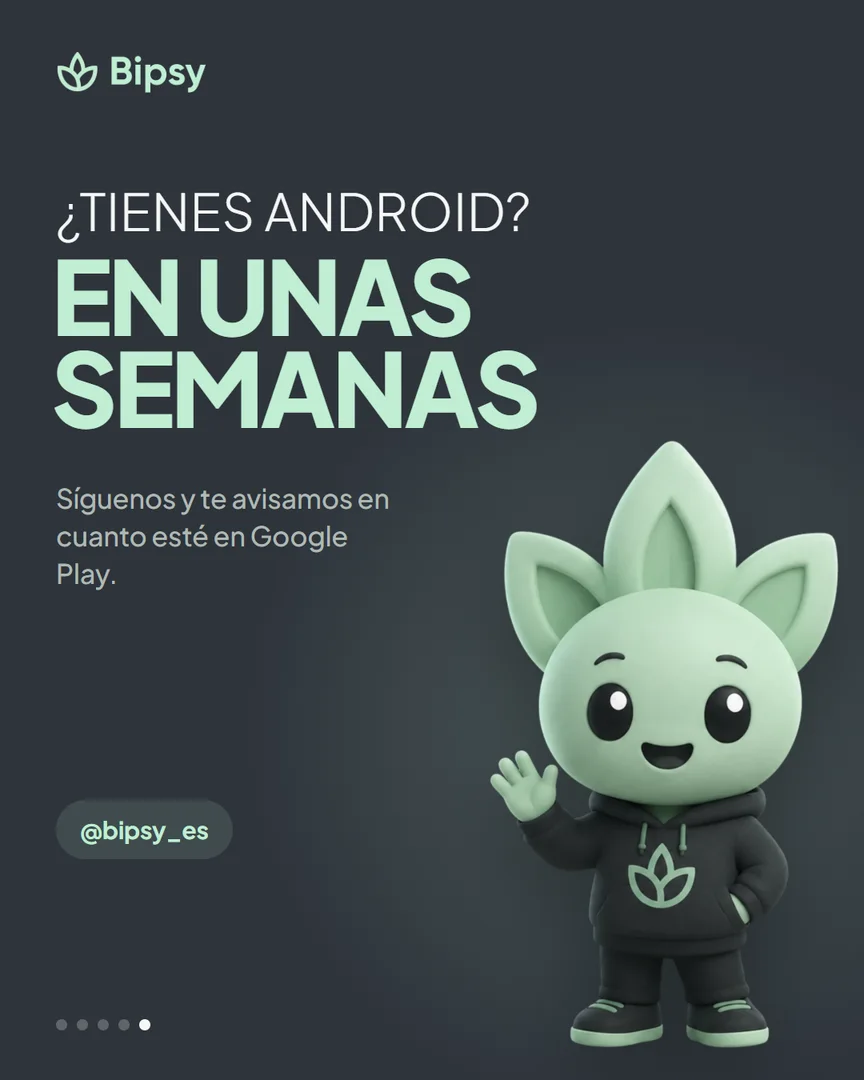 Bipsy
¿TIENES ANDROID?
EN UNAS
SEMANAS
Síguenos y te avisamos en
cuanto esté en Google
Play.
@bipsy_es